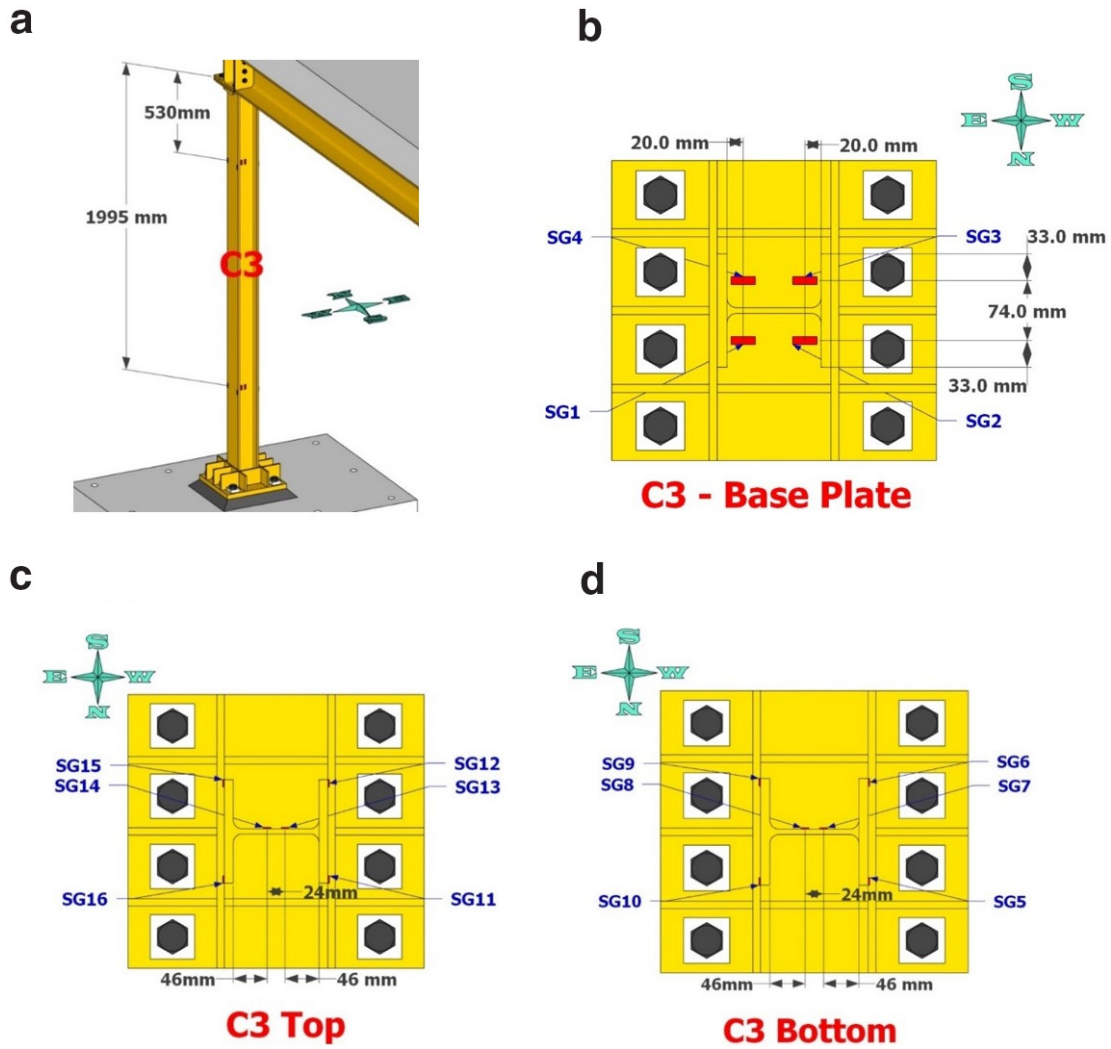 a
530mm
1995 mm
C3
b
S
E W
N
20.0 mm 20.0 mm
SG4 SG3
33.0 mm
74.0 mm
33.0 mm
SG1 SG2
C3 - Base Plate
c
S
E W
N
SG15 SG12
SG14 SG13
SG16 24mm SG11
46mm 46 mm
C3 Top
d
S
E W
N
SG9 SG6
SG8 SG7
SG10 24mm SG5
46mm 46 mm
C3 Bottom